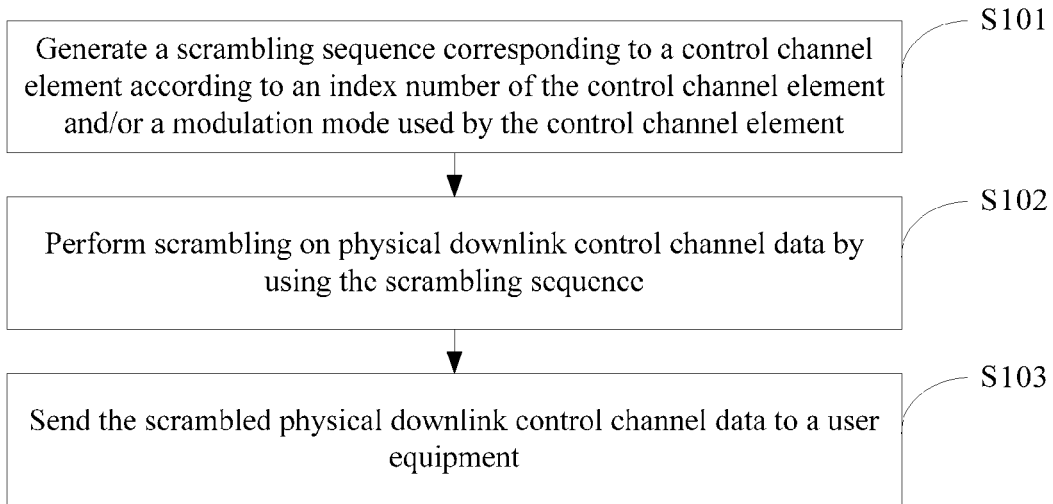 S101
Generate a scrambling sequence corresponding to a control channel
element according to an index number of the control channel element
and/or a modulation mode used by the control channel element
S102
Perform scrambling on physical downlink control channel data by
using the scrambling sequence
S103
Send the scrambled physical downlink control channel data to a user
equipment